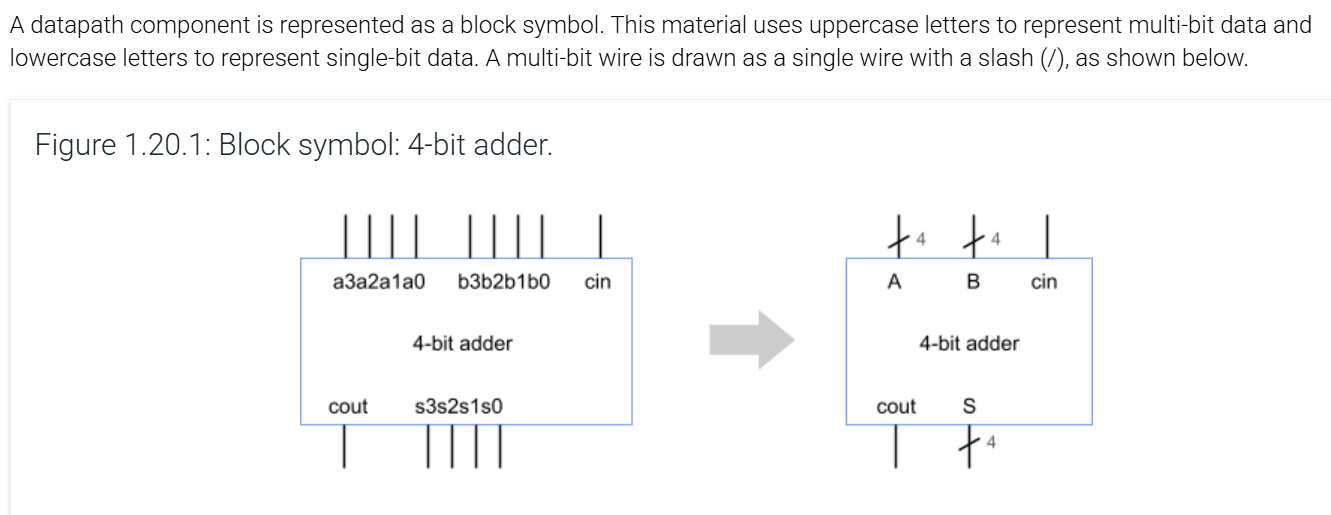 A datapath component is represented as a block symbol. This material uses uppercase letters to represent multi-bit data and
lowercase letters to represent single-bit data. A multi-bit wire is drawn as a single wire with a slash (/), as shown below.
Figure 1.20.1: Block symbol: 4-bit adder.
a3a2a1a0 b3b2b1b0 cin
4-bit adder
cout s3s2s1s0
4 4
A B cin
4-bit adder
cout S
4